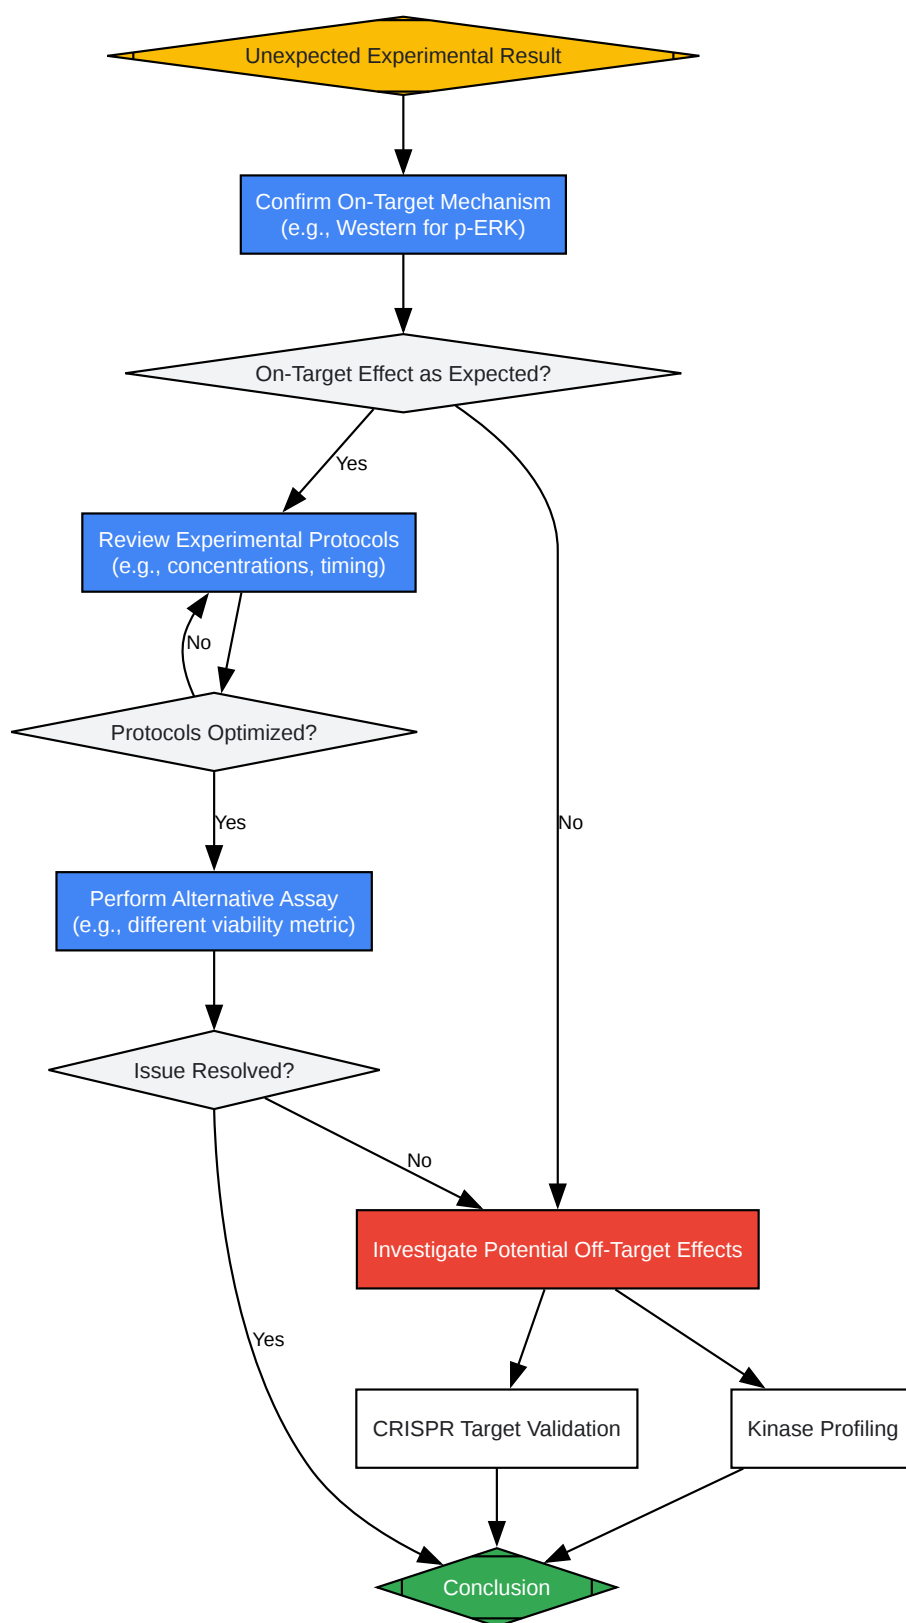 Unexpected Experimental Result
Confirm On-Target Mechanism
(e.g., Western for p-ERK)
On-Target Effect as Expected?
Yes
Review Experimental Protocols
(e.g., concentrations, timing)
No
Protocols Optimized?
Yes
No
Perform Alternative Assay
(e.g., different viability metric)
Issue Resolved?
No
Investigate Potential Off-Target Effects
Yes
CRISPR Target Validation
Kinase Profiling
Conclusion